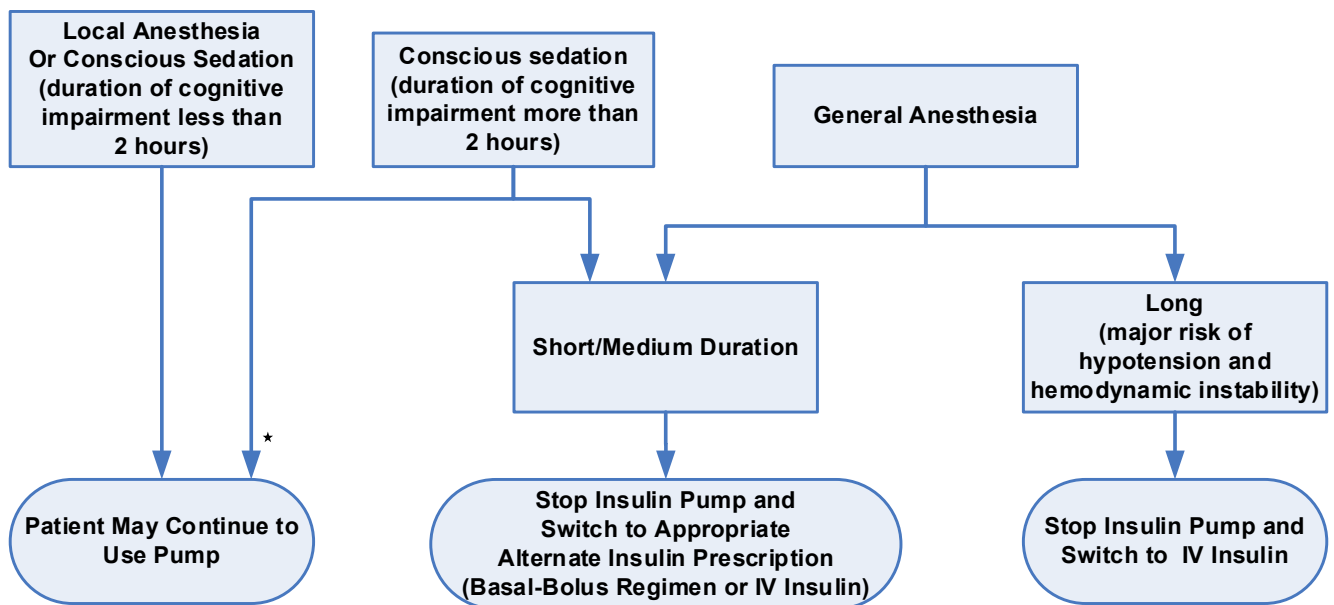 Local Anesthesia
Or Conscious Sedation
(duration of cognitive
impairment less than
2 hours)
Conscious sedation
(duration of cognitive
impairment more than
2 hours)
General Anesthesia
Short/Medium Duration
Long
(major risk of
hypotension and
hemodynamic instability)
★
Patient May Continue to
Use Pump
Stop Insulin Pump and
Switch to Appropriate
Alternate Insulin Prescription
(Basal-Bolus Regimen or IV Insulin)
Stop Insulin Pump and
Switch to IV Insulin